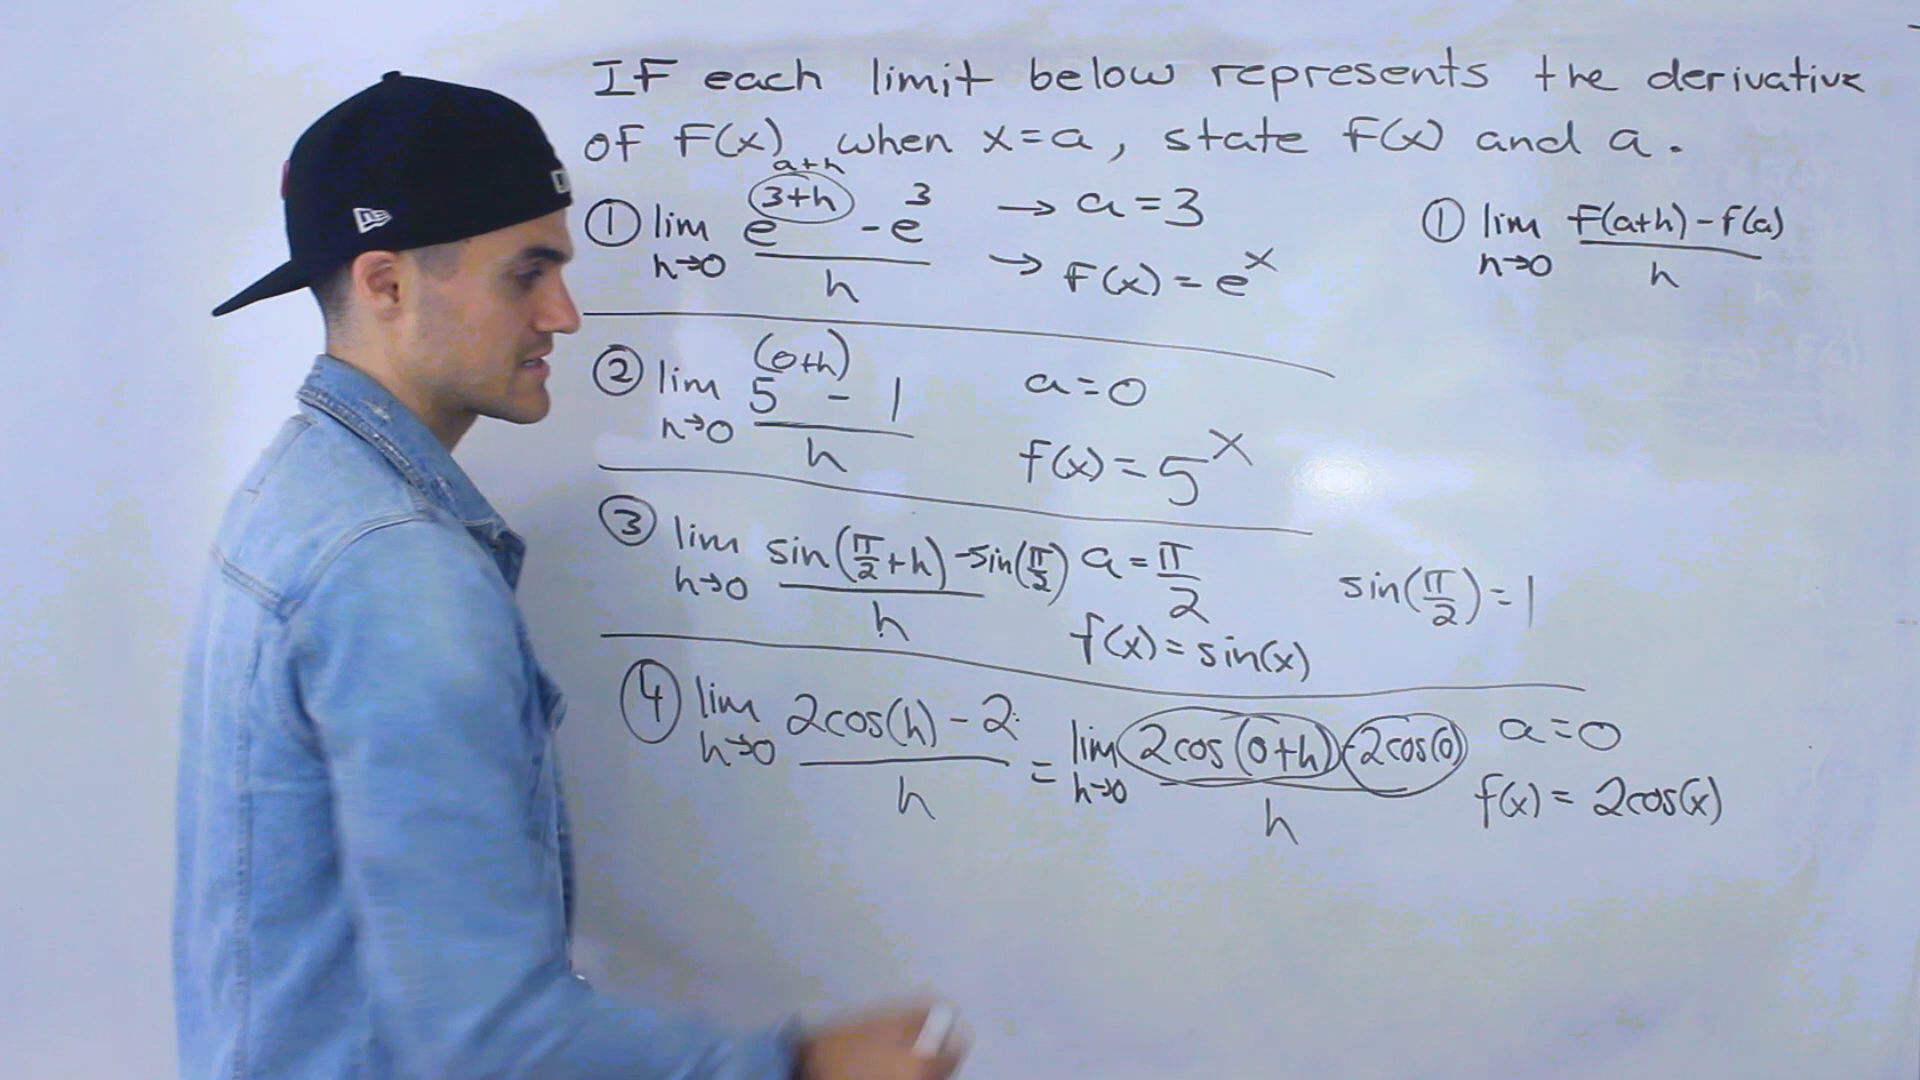 If each limit below represents the derivative
of f(x) when x=a, state f(x) and a.
a+h
① lim h→0 (e^(3+h) - e^3)/h → a=3
→ f(x) = e^x
① lim h→0 (f(a+h) - f(a))/h
② lim h→0 (5^(0+h) - 1)/h a=0
f(x) = 5^x
③ lim h→0 (sin(π/2+h) - sin(π/2))/h a = π/2
f(x) = sin(x)
sin(π/2) = 1
④ lim h→0 (2cos(h) - 2)/h = lim h→0 (2cos(0+h) - 2cos(0))/h a=0
f(x) = 2cos(x)